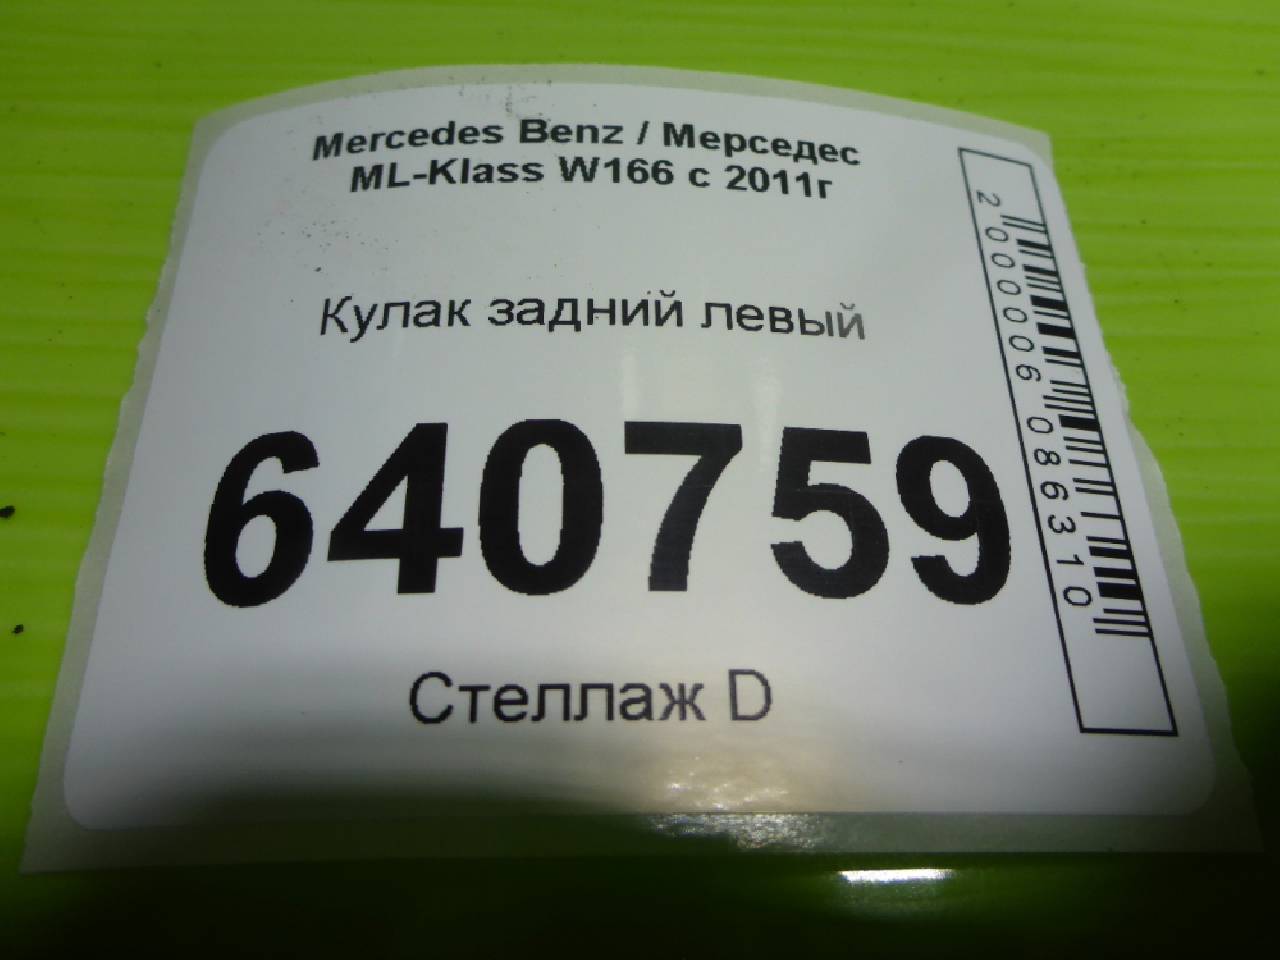 Mercedes Benz / Мерседес
ML-Klass W166 с 2011г
Кулак задний левый
640759
Стеллаж D
2000006086310